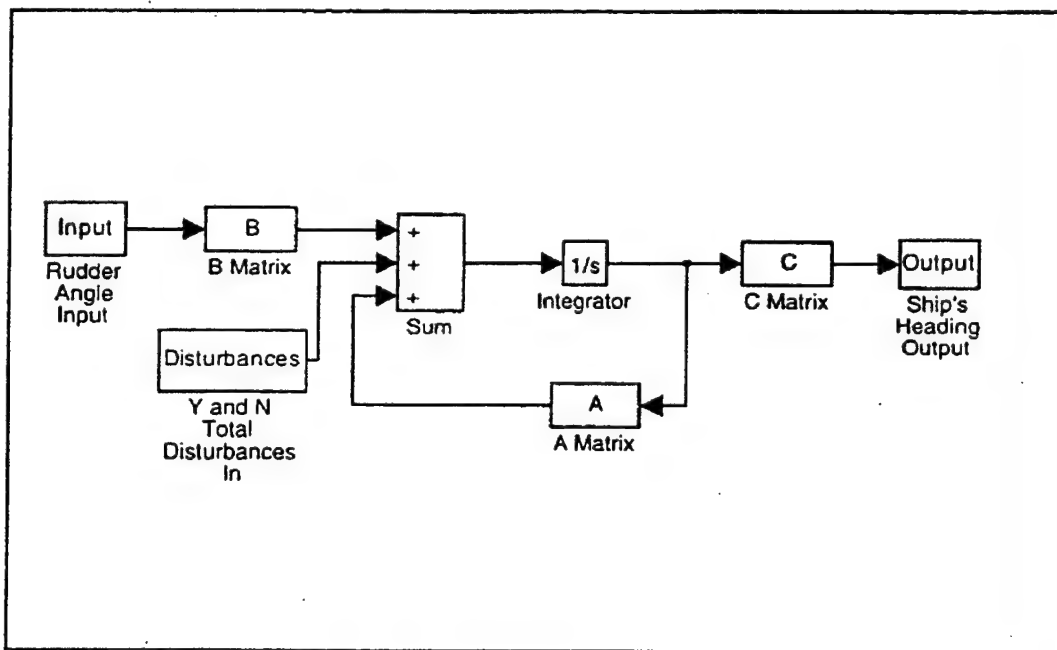 Input
Rudder
Angle
Input
B
B Matrix
+
+
+
Sum
Disturbances
Y and N
Total
Disturbances
In
1/s
Integrator
A
A Matrix
C
C Matrix
Output
Ship's
Heading
Output